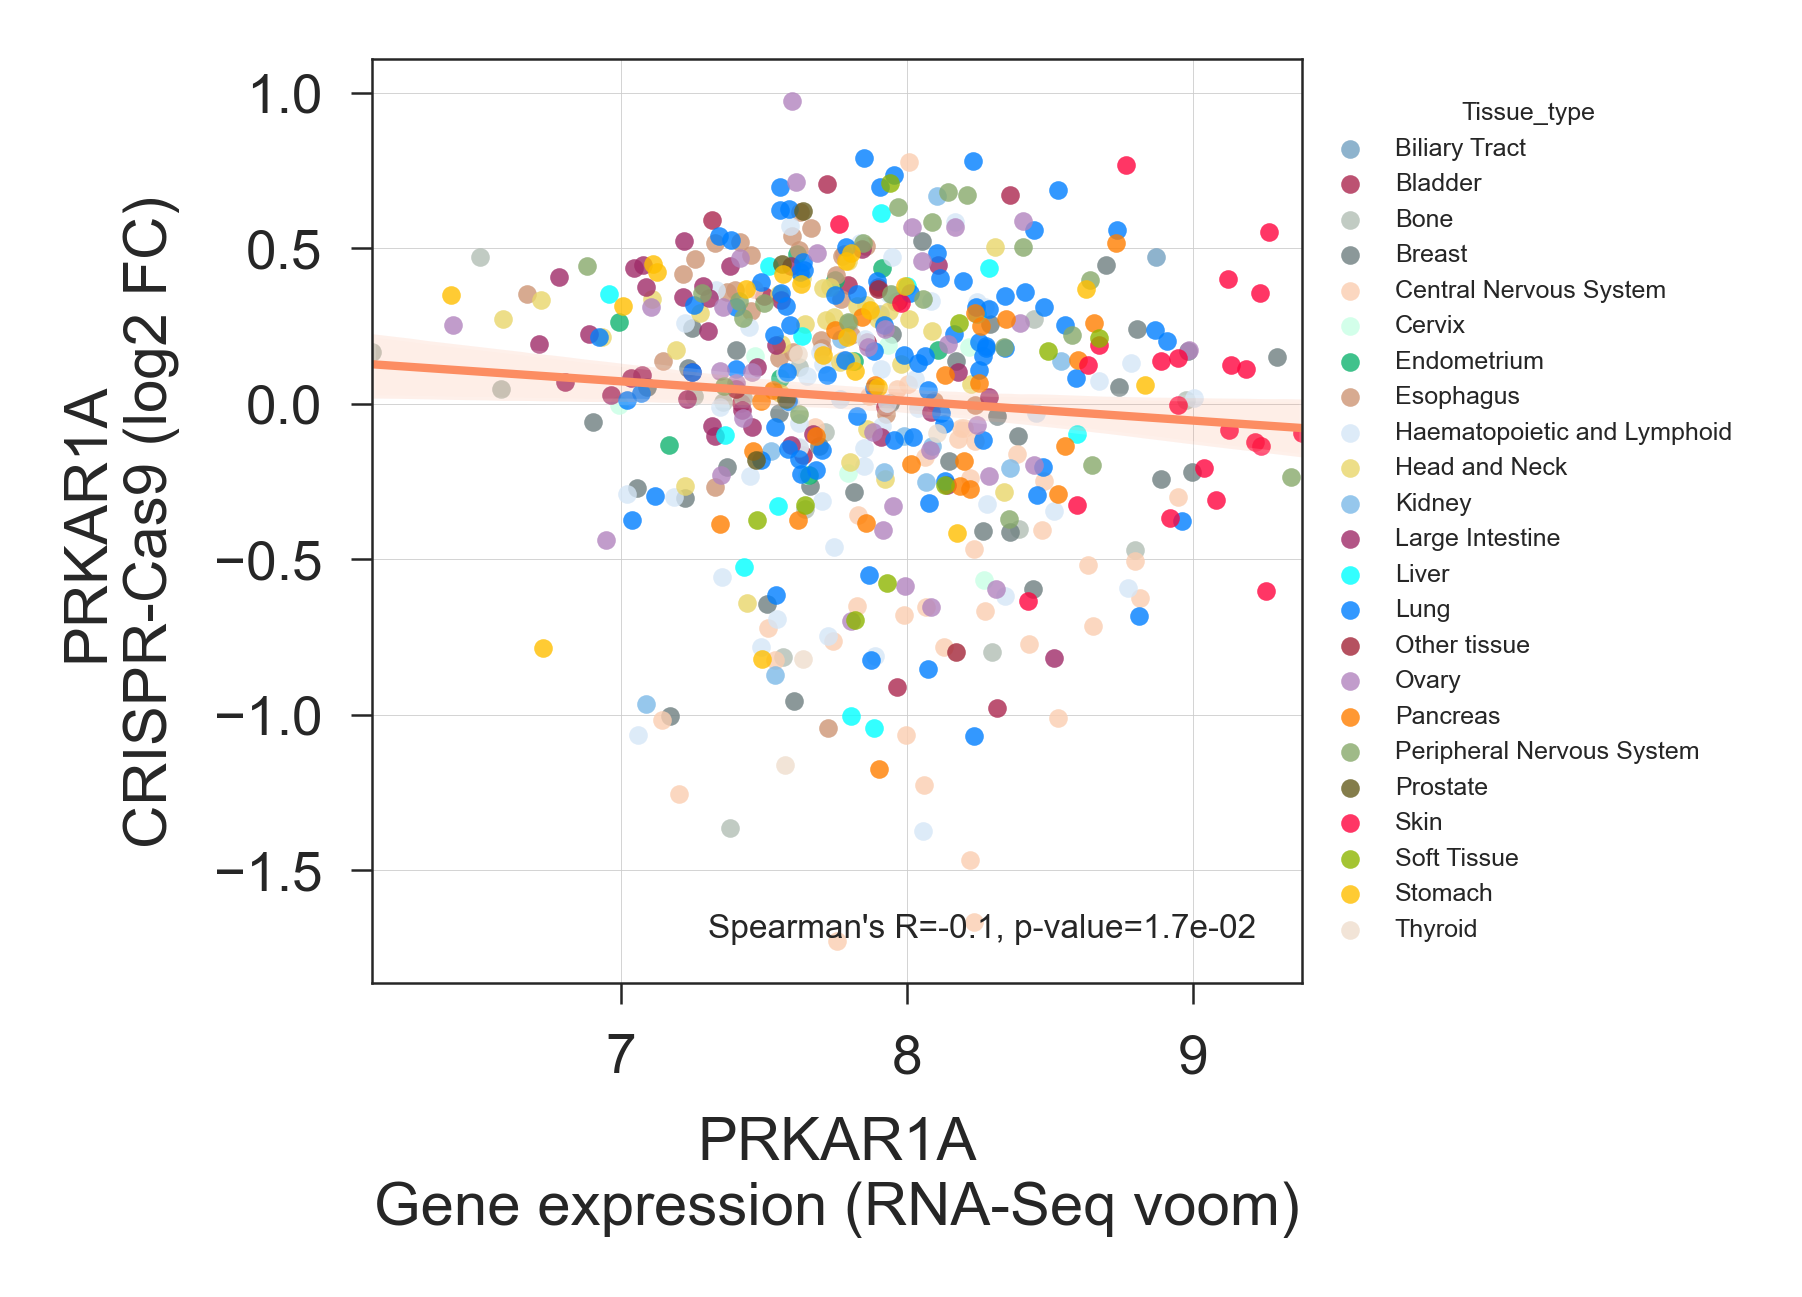 PRKAR1A
CRISPR-Cas9 (log2 FC)
1.0
0.5
0.0
−0.5
−1.0
−1.5
Spearman's R=-0.1, p-value=1.7e-02
7
8
9
PRKAR1A
Gene expression (RNA-Seq voom)
Tissue_type
Biliary Tract
Bladder
Bone
Breast
Central Nervous System
Cervix
Endometrium
Esophagus
Haematopoietic and Lymphoid
Head and Neck
Kidney
Large Intestine
Liver
Lung
Other tissue
Ovary
Pancreas
Peripheral Nervous System
Prostate
Skin
Soft Tissue
Stomach
Thyroid